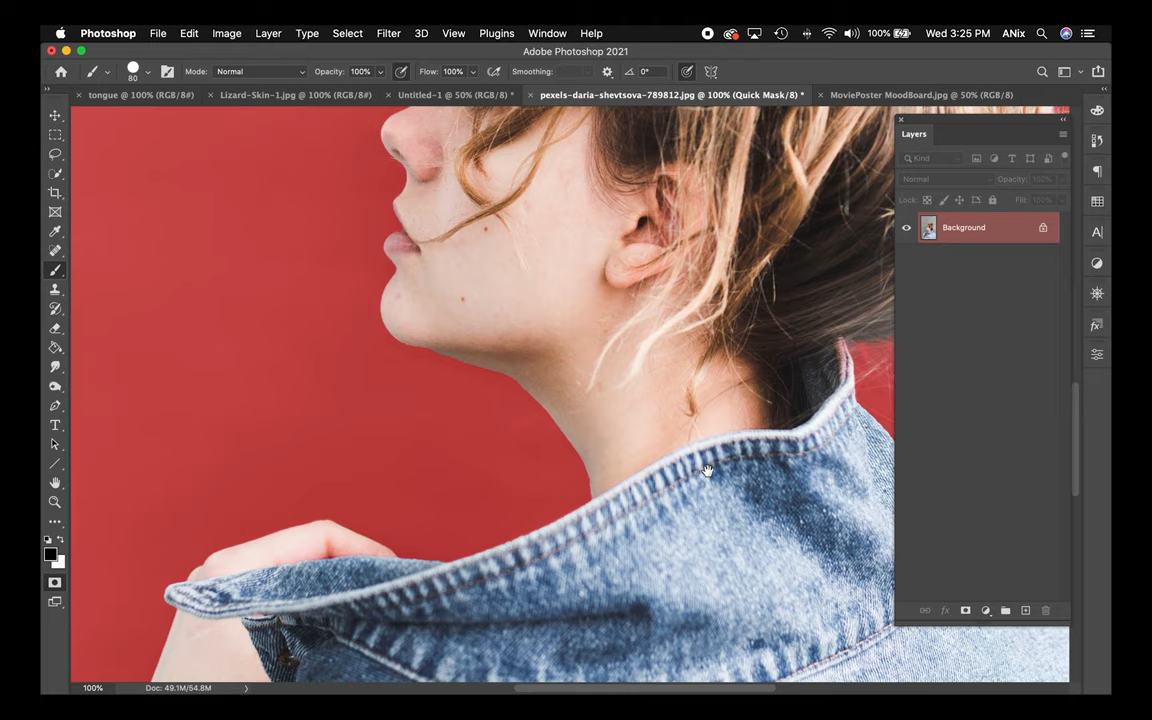 Photoshop File Edit Image Layer Type Select Filter 3D View Plugins Window Help 100% Wed 3:25 PM ANix
Adobe Photoshop 2021
80 Mode: Normal Opacity: 100% Flow: 100% Smoothing: 0°
× tongue @ 100% (RGB/8#) × Lizard-Skin-1.jpg @ 100% (RGB/8#) × Untitled-1 @ 50% (RGB/8) * × pexels-daria-shevtsova-789812.jpg @ 100% (Quick Mask/8) * × MoviePoster MoodBoard.jpg @ 50% (RGB/8)
Layers
Kind
Normal Opacity: 100%
Lock: Fill: 100%
Background
100% Doc: 49.1M/54.8M